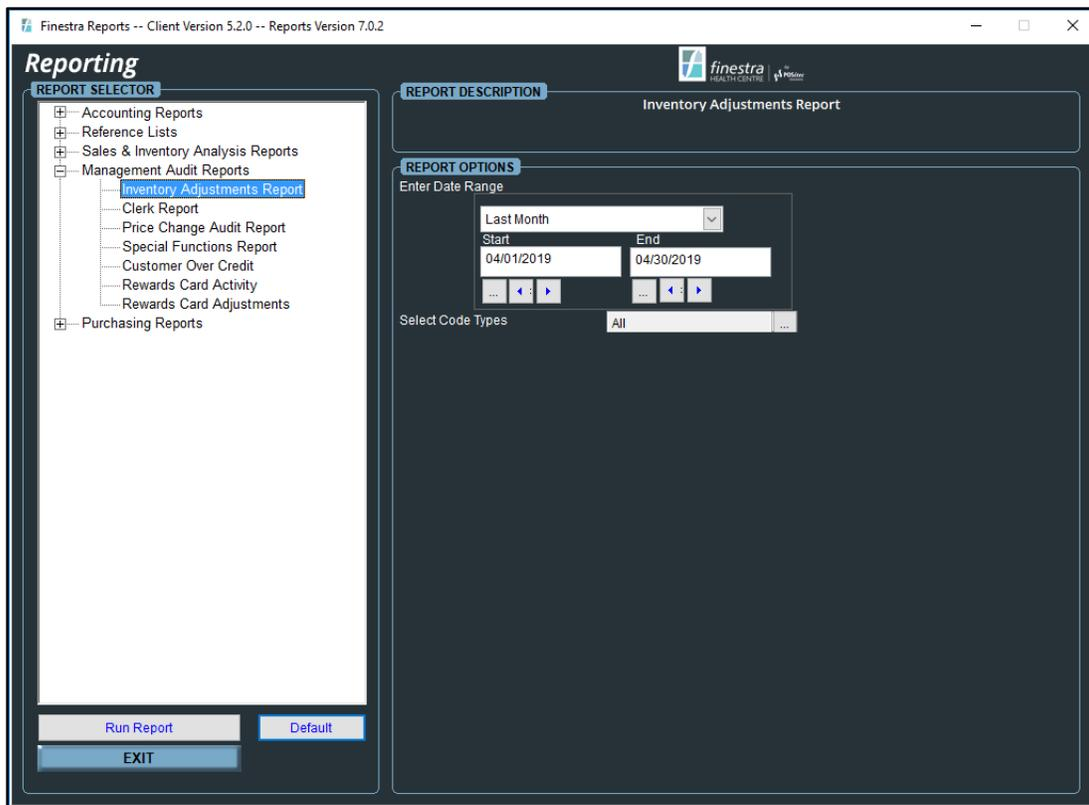 Finestra Reports -- Client Version 5.2.0 -- Reports Version 7.0.2
Reporting
finestra
HEALTH CENTRE
by
POSitec
REPORT SELECTOR
Accounting Reports
Reference Lists
Sales & Inventory Analysis Reports
Management Audit Reports
Inventory Adjustments Report
Clerk Report
Price Change Audit Report
Special Functions Report
Customer Over Credit
Rewards Card Activity
Rewards Card Adjustments
Purchasing Reports
Run Report
Default
EXIT
REPORT DESCRIPTION
Inventory Adjustments Report
REPORT OPTIONS
Enter Date Range
Last Month
Start End
04/01/2019 04/30/2019
... : ... :
Select Code Types All ...